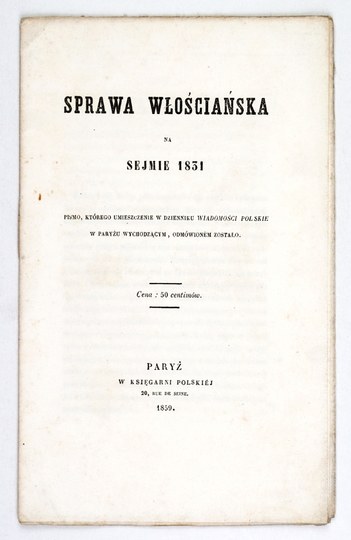 SPRAWA WŁOŚCIAŃSKA
NA
SEJMIE 1831
PISMO, KTÓREGO UMIESZCZENIE W DZIENNIKU WIADOMOŚCI POLSKIE
W PARYŻU WYCHODZĄCYM, ODMÓWIONEM ZOSTAŁO.
Cena : 50 centimów.
PARYŻ
W KSIĘGARNI POLSKIÉJ
20, RUE DE SEINE.
1859.